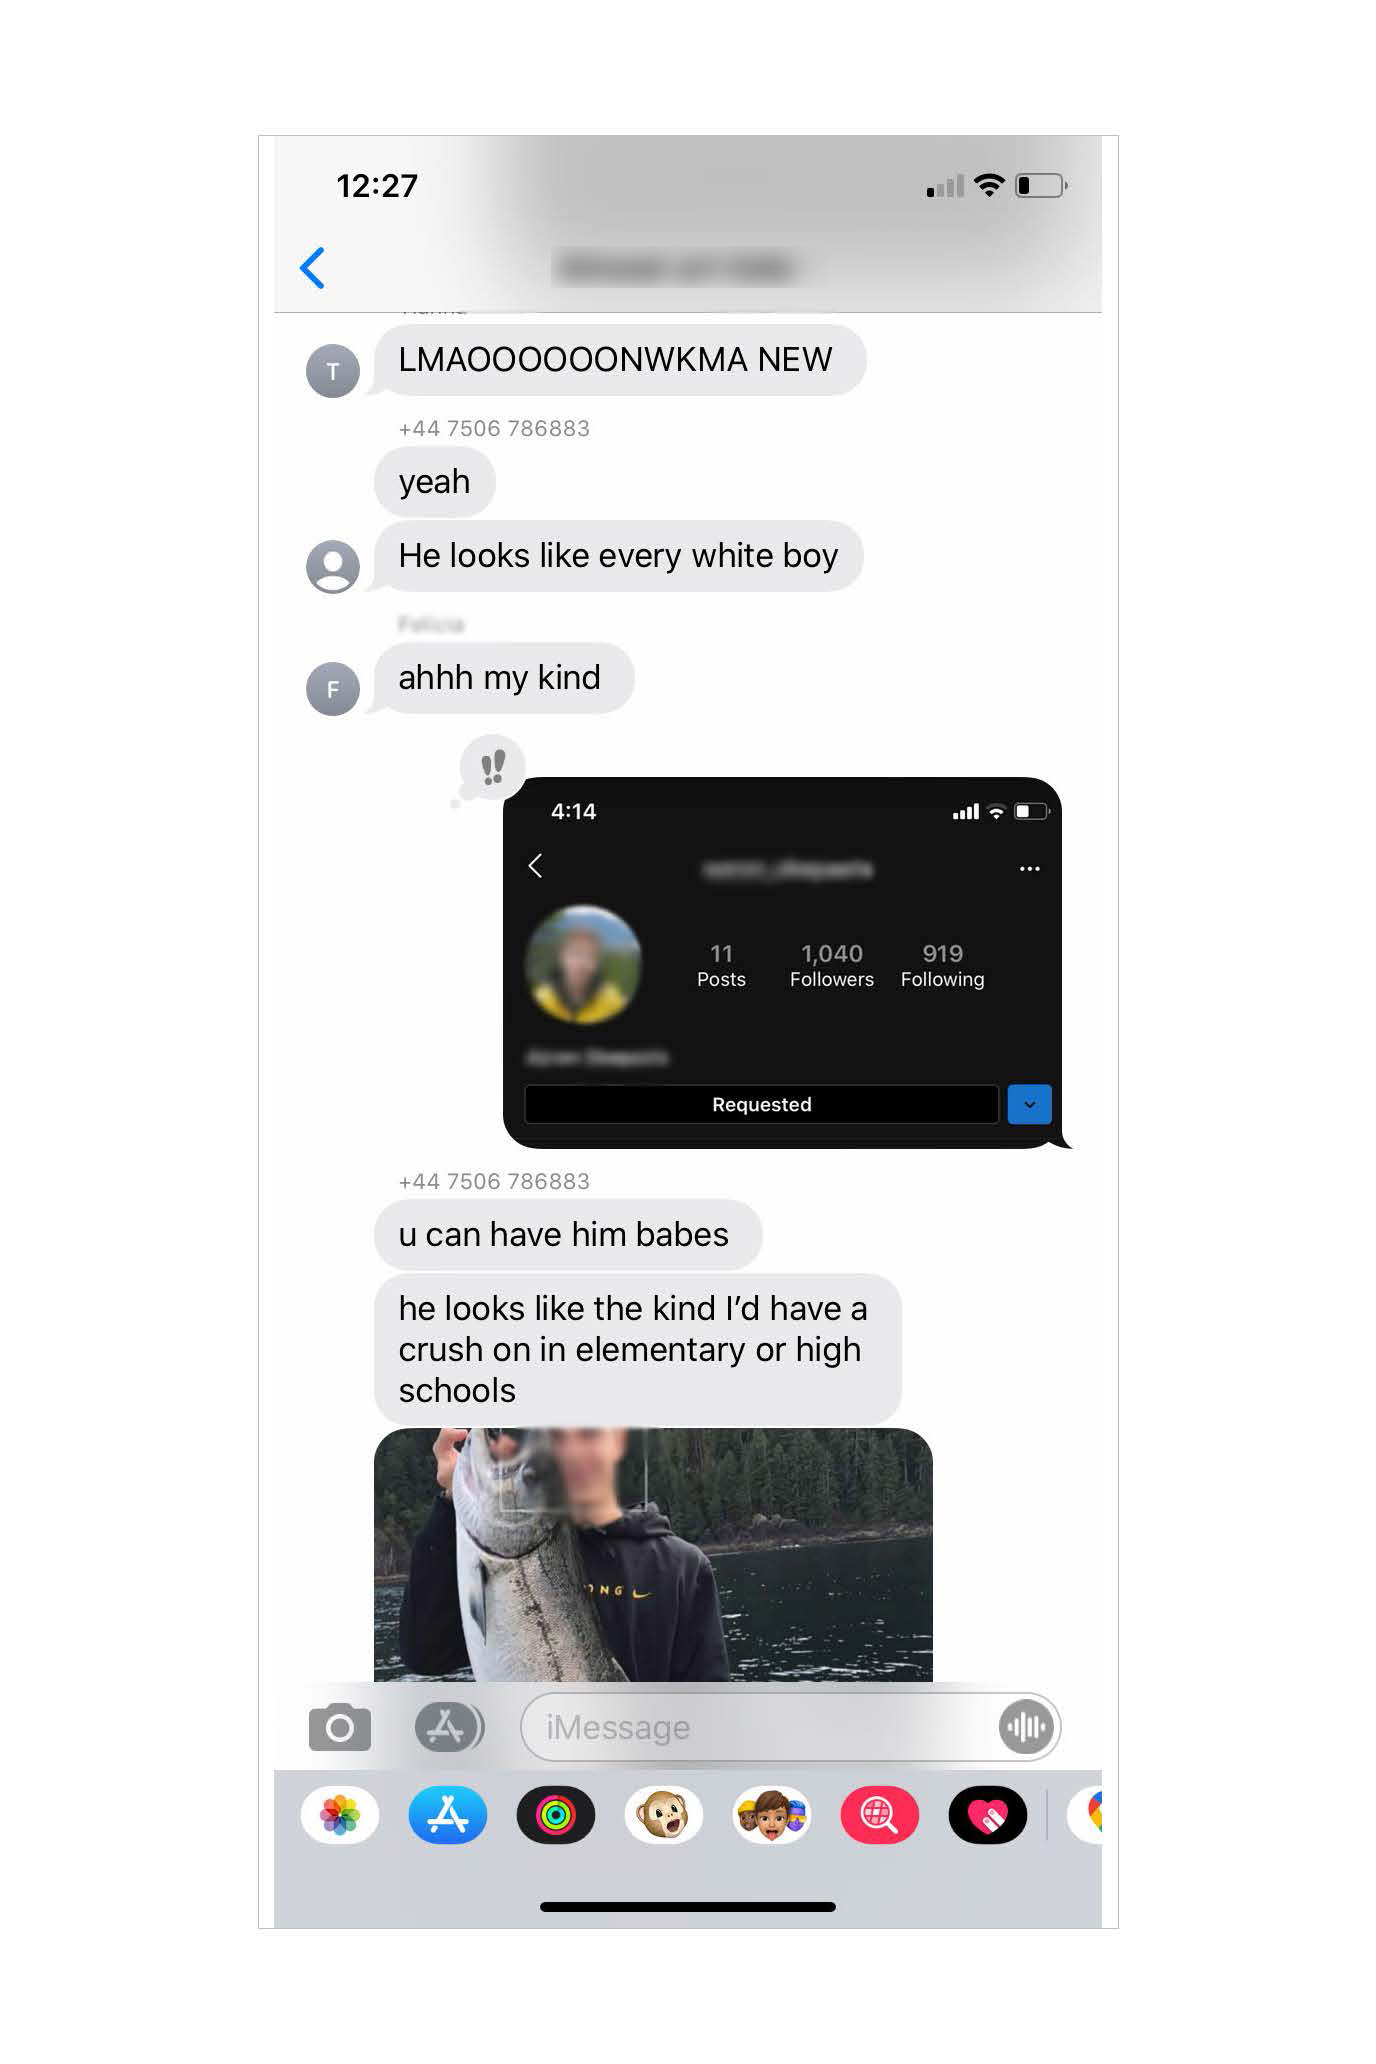 12:27
LMAOOOOOONWKMA NEW
T
+44 7506 786883
yeah
He looks like every white boy
Felicia
ahhh my kind
F
4:14
11
1,040
919
Posts
Followers
Following
Requested
+44 7506 786883
u can have him babes
he looks like the kind I’d have a
crush on in elementary or high
schools
iMessage